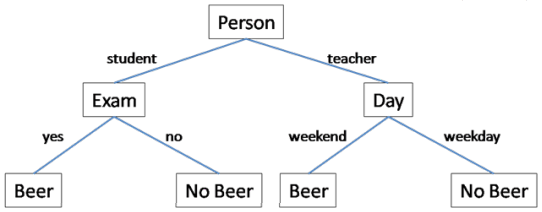 Person
student teacher
Exam Day
yes no weekend weekday
Beer No Beer Beer No Beer